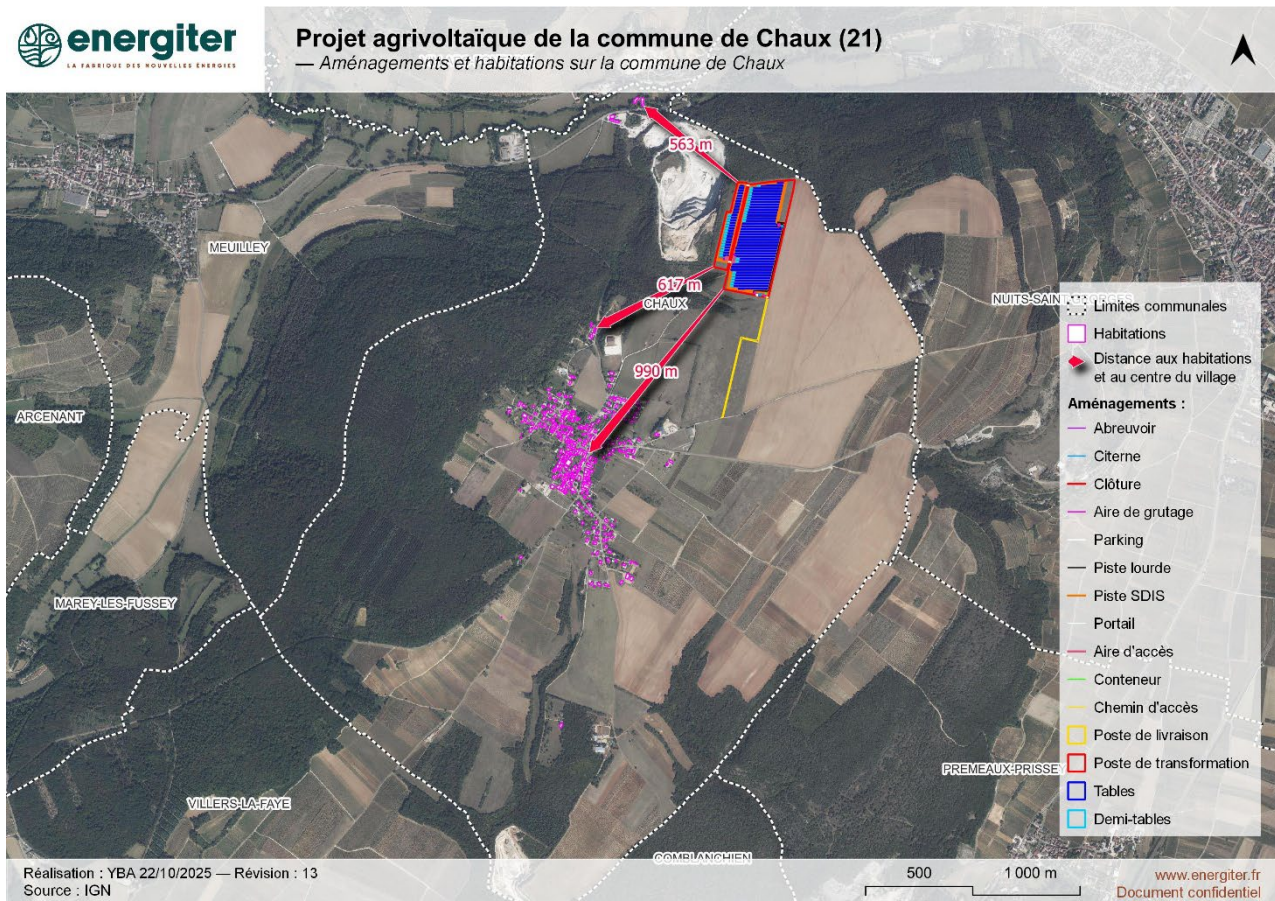 energiter
LA FABRIQUE DES NOUVELLES ÉNERGIES
Projet agrivoltaïque de la commune de Chaux (21)
— Aménagements et habitations sur la commune de Chaux
563 m
MEUILLEY
617 m
CHAUX
990 m
ARCENANT
MAREY-LES-FUSSEY
VILLERS-LA-FAYE
COMBLANCHIEN
PREMEAUX-PRISSEY
NUITS-SAINT-GEORGES
Limites communales
Habitations
Distance aux habitations
et au centre du village
Aménagements :
Abreuvoir
Citerne
Clôture
Aire de grutage
Parking
Piste lourde
Piste SDIS
Portail
Aire d'accès
Conteneur
Chemin d'accès
Poste de livraison
Poste de transformation
Tables
Demi-tables
Réalisation : YBA 22/10/2025 — Révision : 13
Source : IGN
500 1 000 m
www.energiter.fr
Document confidentiel